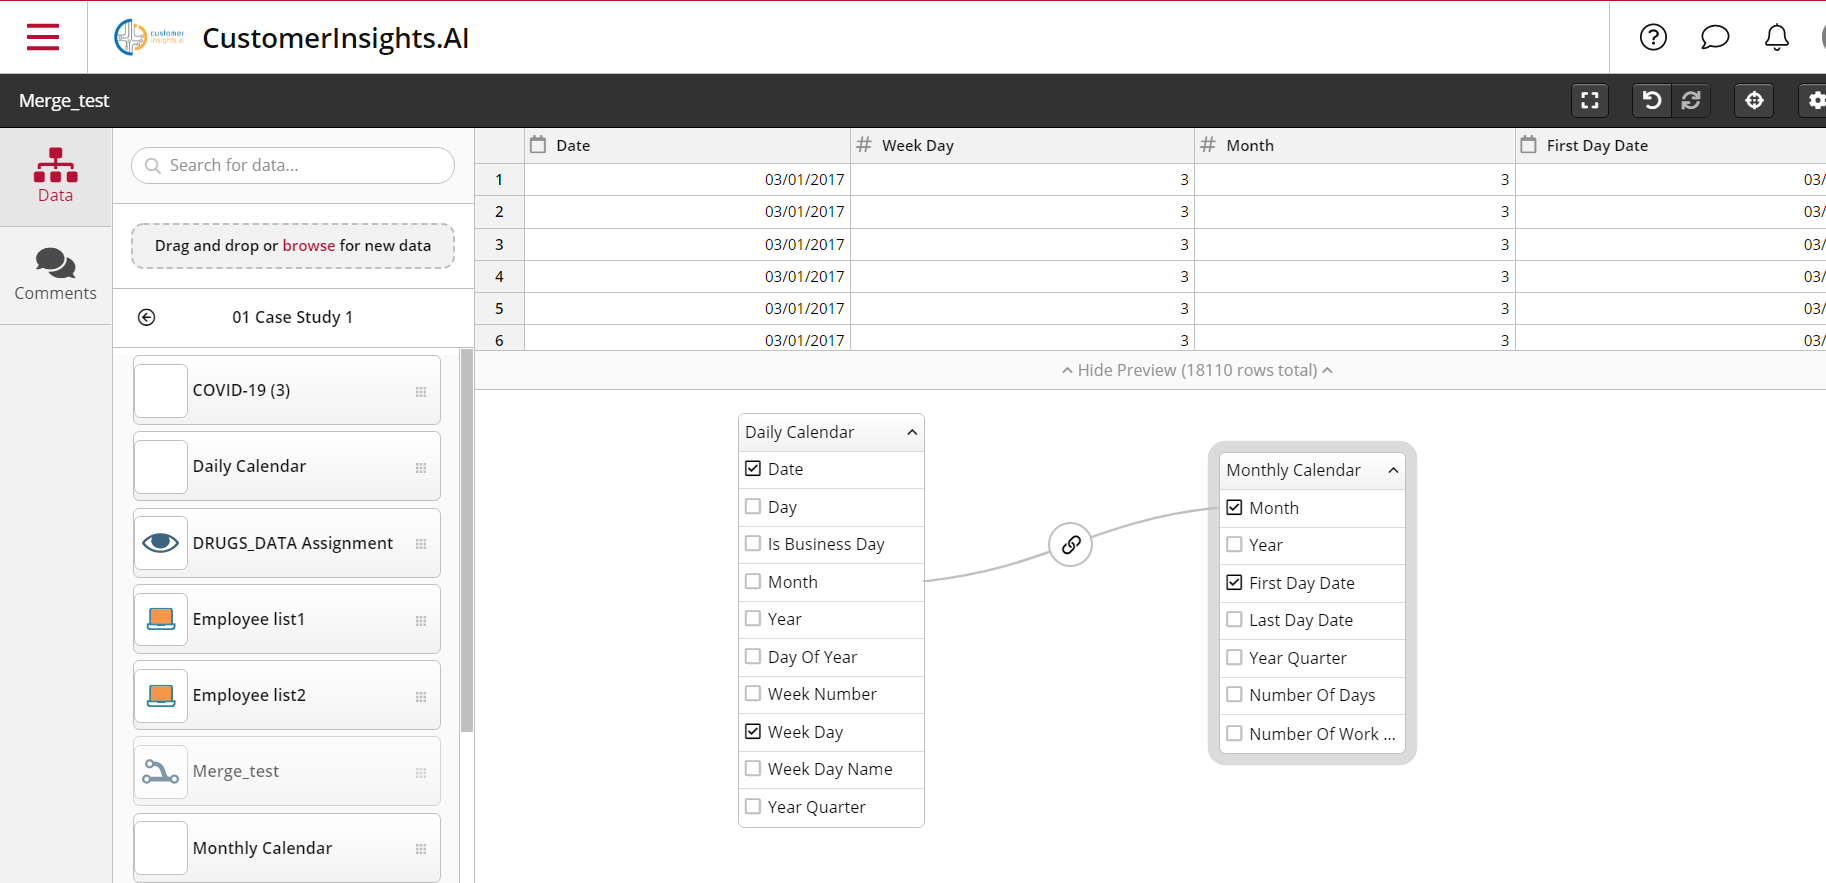 customer
insights.ai
CustomerInsights.AI
Merge_test
Data
Comments
Search for data...
Drag and drop or browse for new data
01 Case Study 1
COVID-19 (3)
Daily Calendar
DRUGS_DATA Assignment
Employee list1
Employee list2
Merge_test
Monthly Calendar
Date # Week Day # Month First Day Date
1 03/01/2017 3 3 03/
2 03/01/2017 3 3 03/
3 03/01/2017 3 3 03/
4 03/01/2017 3 3 03/
5 03/01/2017 3 3 03/
6 03/01/2017 3 3 03/
Hide Preview (18110 rows total)
Daily Calendar
Date
Day
Is Business Day
Month
Year
Day Of Year
Week Number
Week Day
Week Day Name
Year Quarter
Monthly Calendar
Month
Year
First Day Date
Last Day Date
Year Quarter
Number Of Days
Number Of Work ...